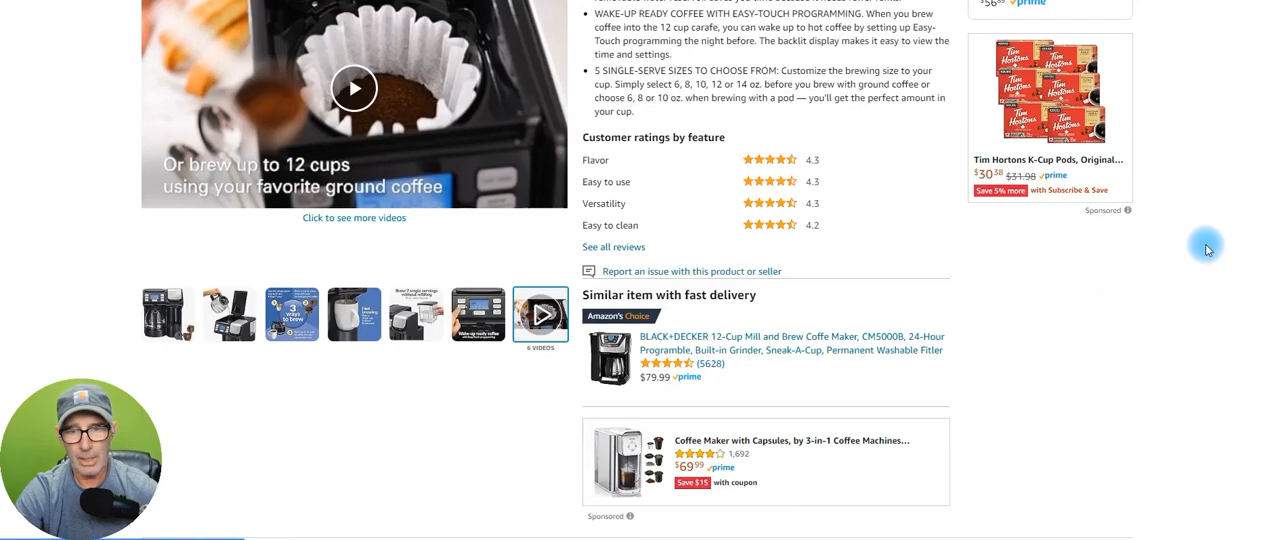 Or brew up to 12 cups
using your favorite ground coffee
Click to see more videos
3
ways to
brew
Fast
brewing
6 VIDEOS
WAKE-UP READY COFFEE WITH EASY-TOUCH PROGRAMMING. When you brew
coffee into the 12 cup carafe, you can wake up to hot coffee by setting up Easy-
Touch programming the night before. The backlit display makes it easy to view the
time and settings.
5 SINGLE-SERVE SIZES TO CHOOSE FROM: Customize the brewing size to your
cup. Simply select 6, 8, 10, 12 or 14 oz. before you brew with ground coffee or
choose 6, 8 or 10 oz. when brewing with a pod — you'll get the perfect amount in
your cup.
Customer ratings by feature
Flavor 4.3
Easy to use 4.3
Versatility 4.3
Easy to clean 4.2
See all reviews
Report an issue with this product or seller
Similar item with fast delivery
Amazon's Choice
BLACK+DECKER 12-Cup Mill and Brew Coffe Maker, CM5000B, 24-Hour
Programble, Built-in Grinder, Sneak-A-Cup, Permanent Washable Fitler
(5628)
$79.99 prime
Coffee Maker with Capsules, by 3-in-1 Coffee Machines...
1,692
$69.99 prime
Save $15 with coupon
Sponsored
prime
Tim Hortons
Tim Hortons K-Cup Pods, Original...
$30.38 $31.98 prime
Save 5% more with Subscribe & Save
Sponsored